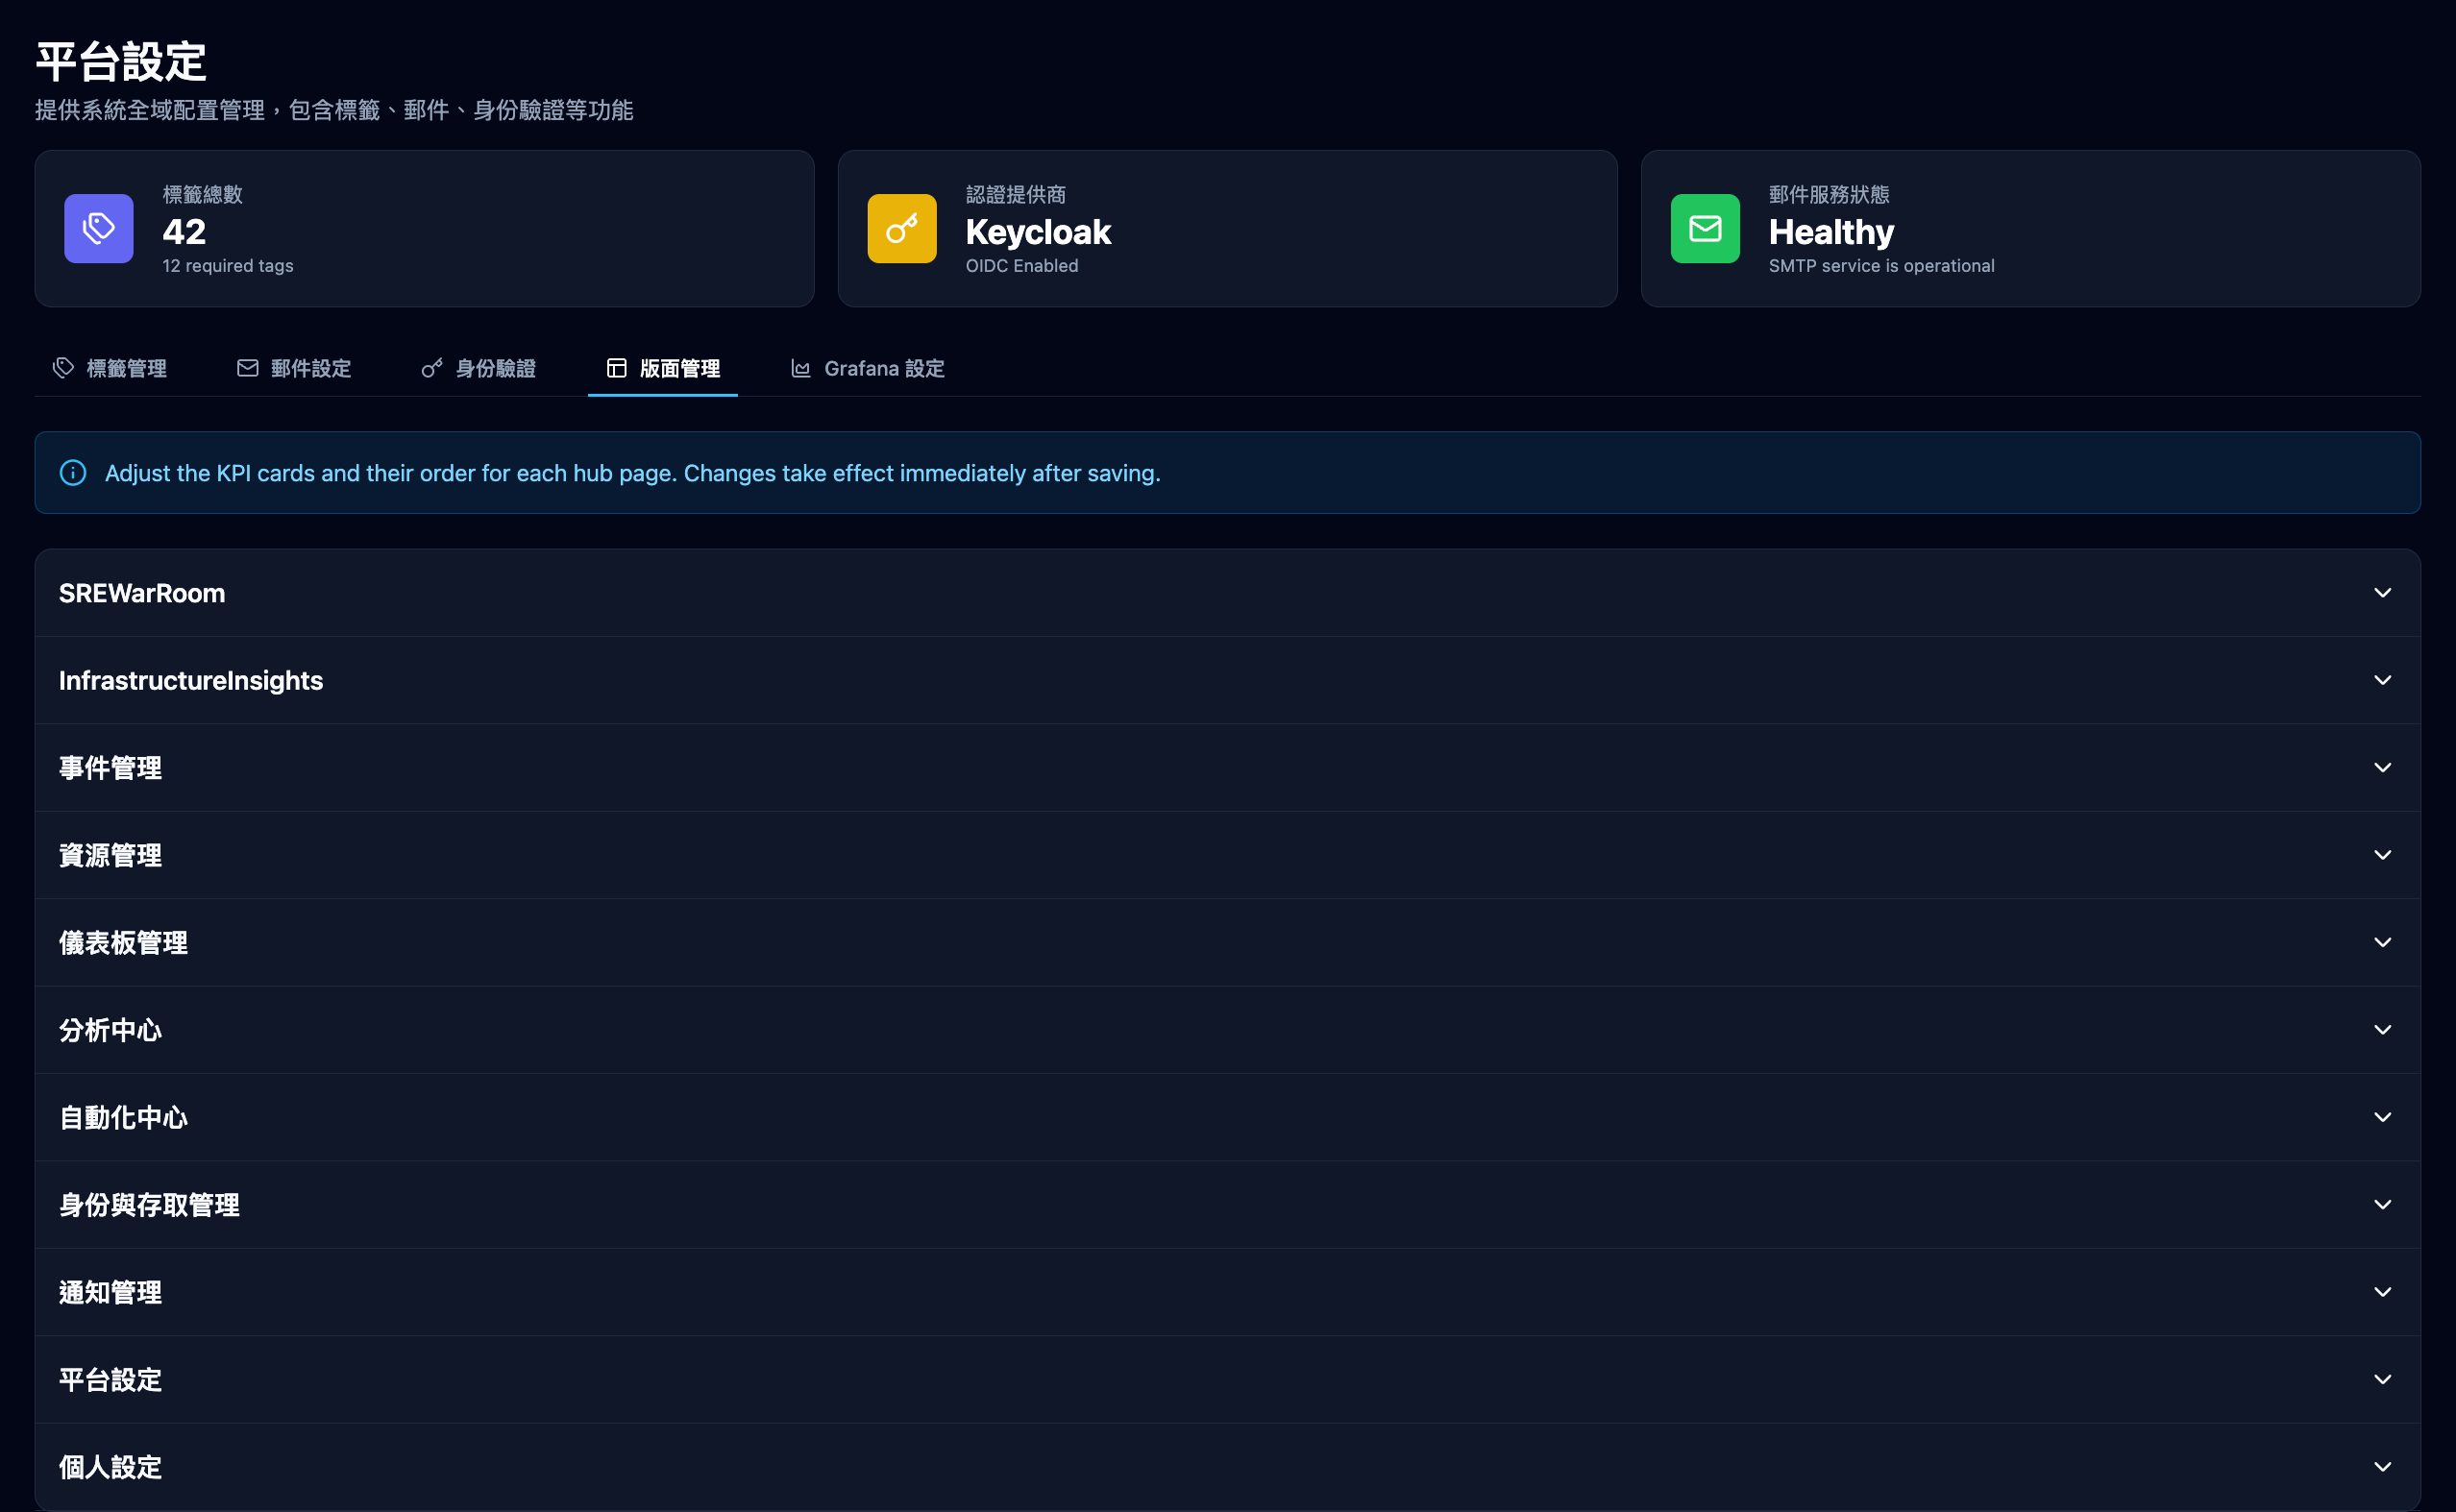 平台設定
提供系統全域配置管理，包含標籤、郵件、身份驗證等功能
標籤總數
42
12 required tags
認證提供商
Keycloak
OIDC Enabled
郵件服務狀態
Healthy
SMTP service is operational
標籤管理
郵件設定
身份驗證
版面管理
Grafana 設定
Adjust the KPI cards and their order for each hub page. Changes take effect immediately after saving.
SREWarRoom
InfrastructureInsights
事件管理
資源管理
儀表板管理
分析中心
自動化中心
身份與存取管理
通知管理
平台設定
個人設定